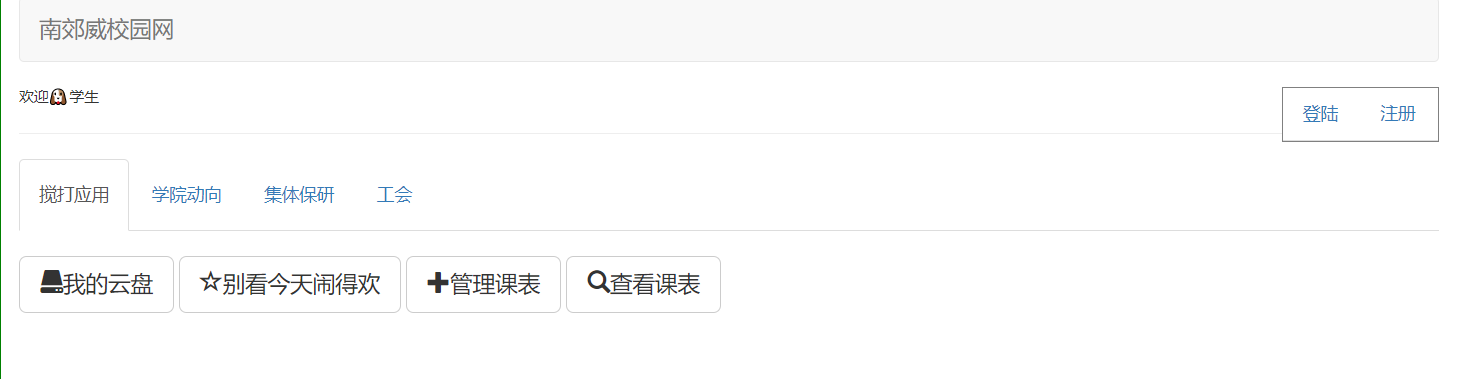 南郊威校园网
欢迎🐶学生
登陆 注册
搅打应用 学院动向 集体保研 工会
我的云盘 ☆别看今天闹得欢 管理课表 查看课表